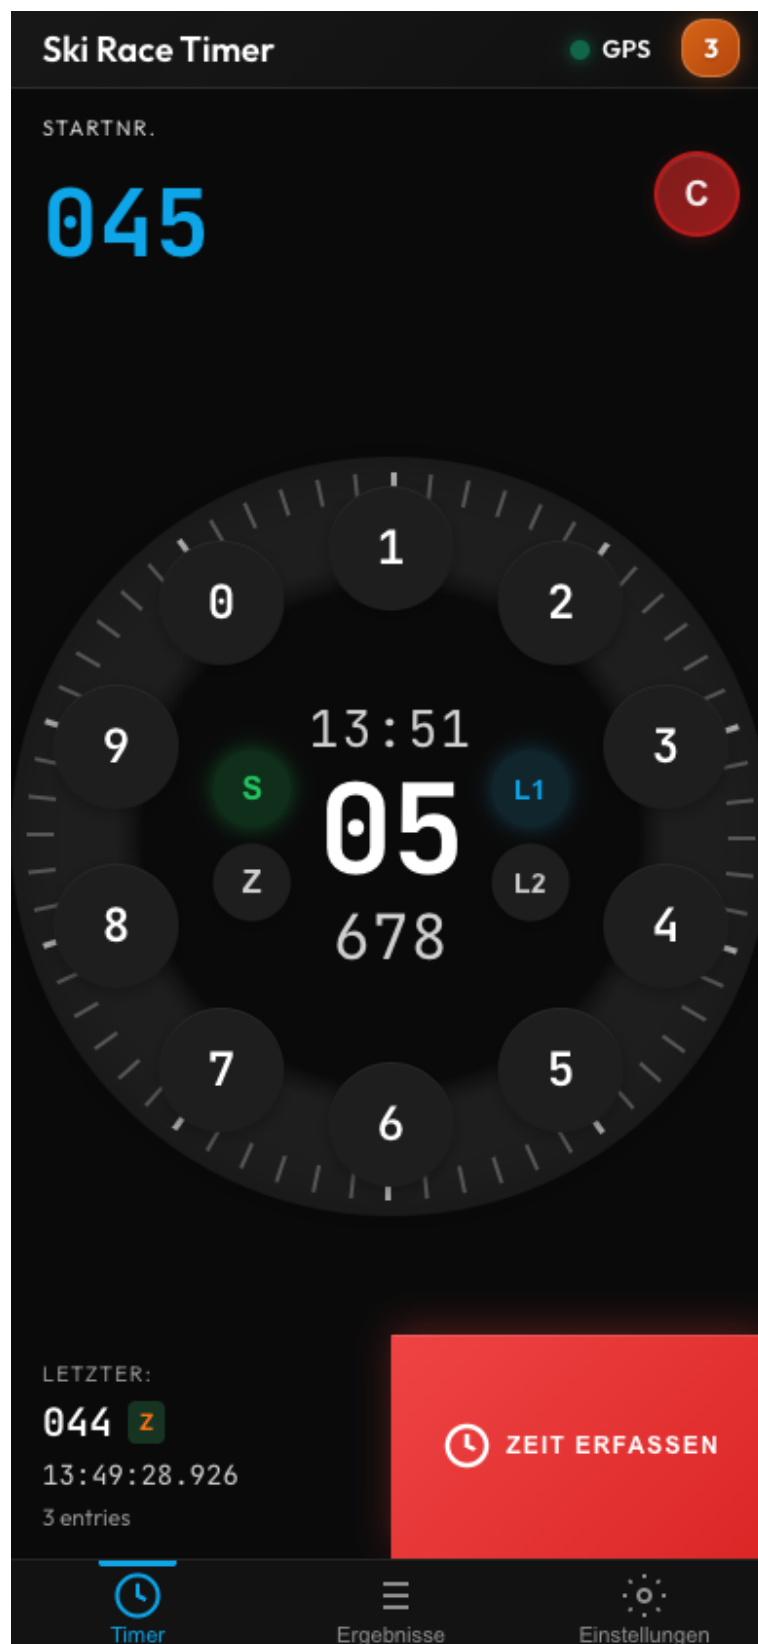 Ski Race Timer GPS 3
STARTNR.
045 C
1
0 2
9 3
13:51
S 05 L1
Z L2
678
8 4
7 5
6
LETZTER:
044 Z
13:49:28.926
3 entries
ZEIT ERFASSEN
Timer Ergebnisse Einstellungen